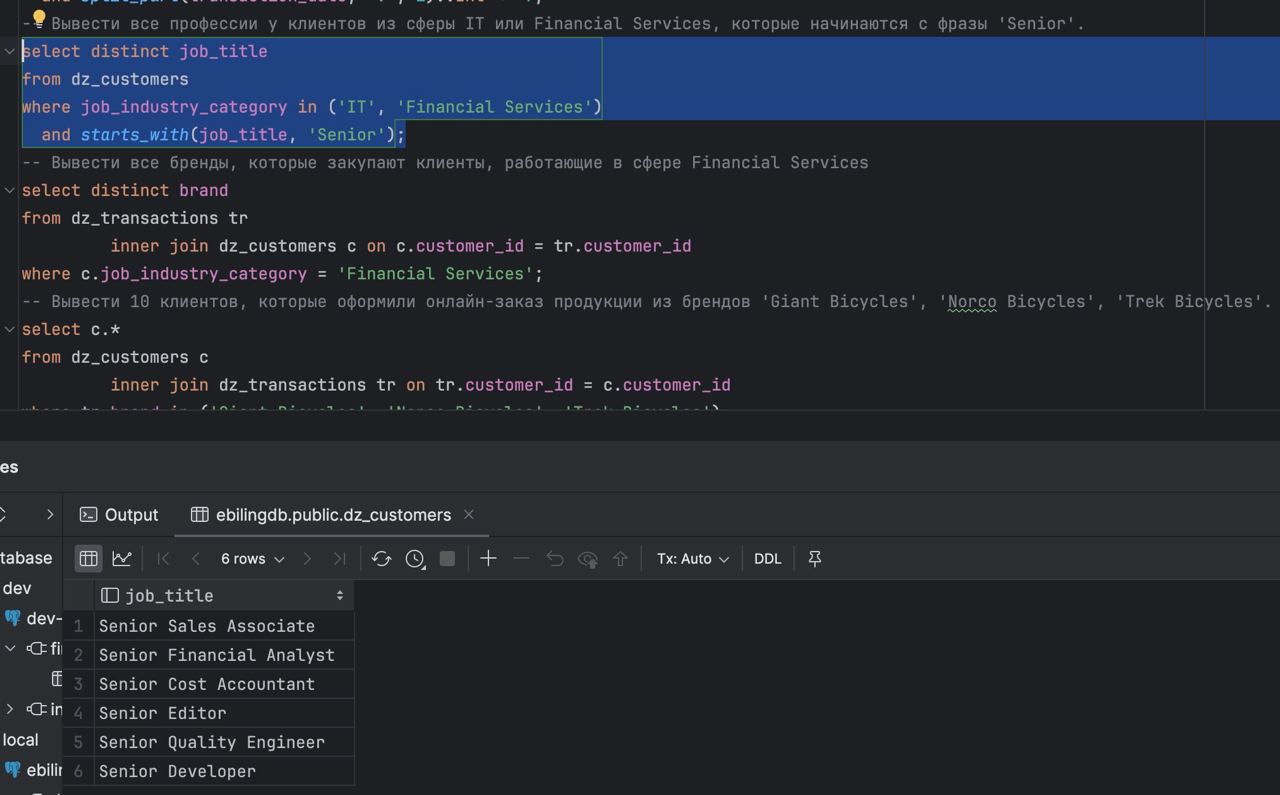 -- Вывести все профессии у клиентов из сферы IT или Financial Services, которые начинаются с фразы 'Senior'.
select distinct job_title
from dz_customers
where job_industry_category in ('IT', 'Financial Services')
and starts_with(job_title, 'Senior');
-- Вывести все бренды, которые закупают клиенты, работающие в сфере Financial Services
select distinct brand
from dz_transactions tr
inner join dz_customers c on c.customer_id = tr.customer_id
where c.job_industry_category = 'Financial Services';
-- Вывести 10 клиентов, которые оформили онлайн-заказ продукции из брендов 'Giant Bicycles', 'Norco Bicycles', 'Trek Bicycles'.
select c.*
from dz_customers c
inner join dz_transactions tr on tr.customer_id = c.customer_id
es
Output
ebilingdb.public.dz_customers
tabase
6 rows
Tx: Auto
DDL
dev
dev-
fi
in
local
ebilin
job_title
1 Senior Sales Associate
2 Senior Financial Analyst
3 Senior Cost Accountant
4 Senior Editor
5 Senior Quality Engineer
6 Senior Developer